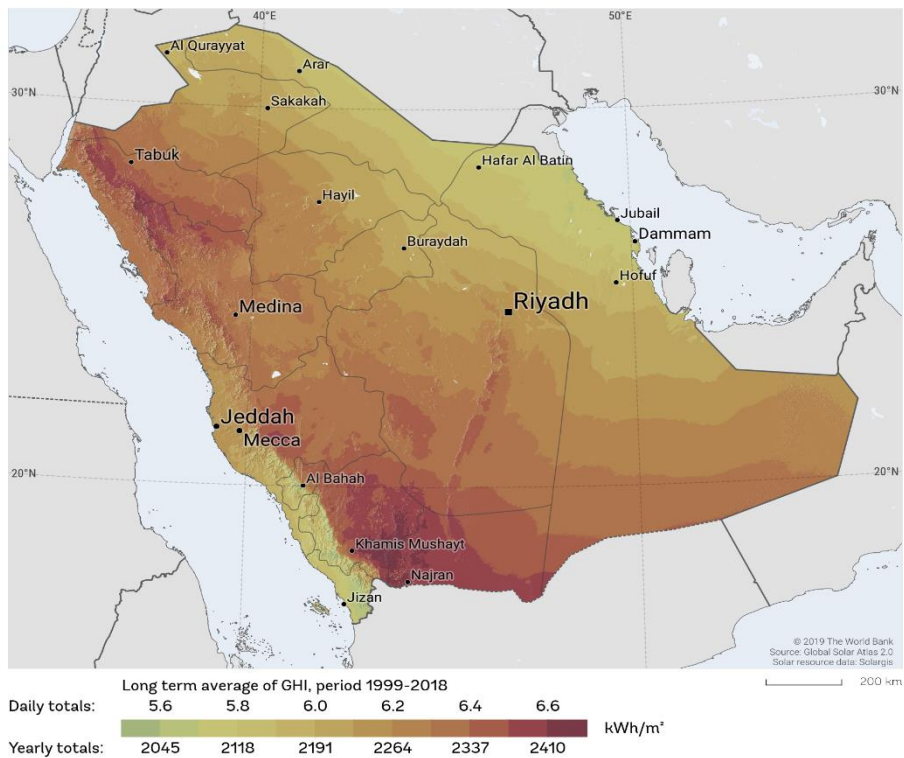 40°E 50°E
Al Qurayyat
Arar
30°N 30°N
Sakakah
Tabuk
Hafar Al Batin
Hayil
Jubail
Dammam
Buraydah
Hofuf
Medina
Riyadh
Jeddah
Mecca
20°N 20°N
Al Bahah
Khamis Mushayt
Najran
Jizan
© 2019 The World Bank
Source: Global Solar Atlas 2.0
Solar resource data: Solargis
200 km
Long term average of GHI, period 1999-2018
Daily totals: 5.6 5.8 6.0 6.2 6.4 6.6
kWh/m²
Yearly totals: 2045 2118 2191 2264 2337 2410